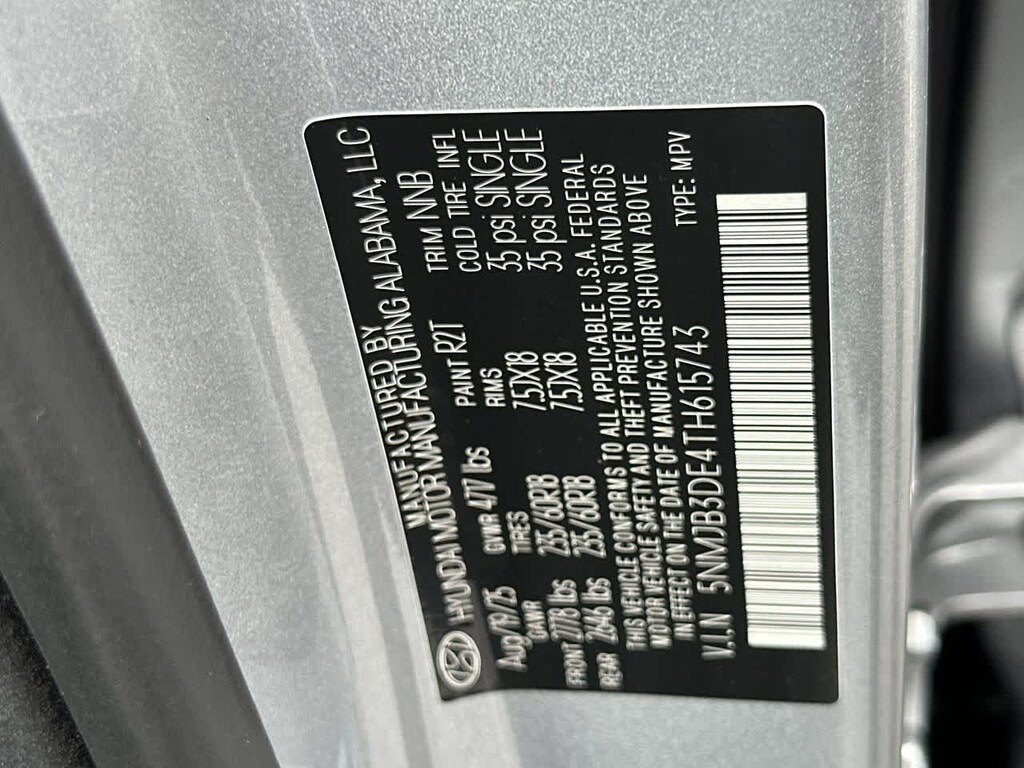 MANUFACTURED BY
HYUNDAI MOTOR MANUFACTURING ALABAMA, LLC
Aug/19/25 GVWR 4717 lbs PAINT R2T TRIM NNB
GAWR TIRES RIMS COLD TIRE INFL
FRONT 2778 lbs 235/60R18 7.5JX18 35 psi SINGLE
REAR 2646 lbs 235/60R18 7.5JX18 35 psi SINGLE
THIS VEHICLE CONFORMS TO ALL APPLICABLE U.S.A. FEDERAL
MOTOR VEHICLE SAFETY AND THEFT PREVENTION STANDARDS
IN EFFECT ON THE DATE OF MANUFACTURE SHOWN ABOVE
V.I.N 5NMJB3DE4TH615743 TYPE: MPV